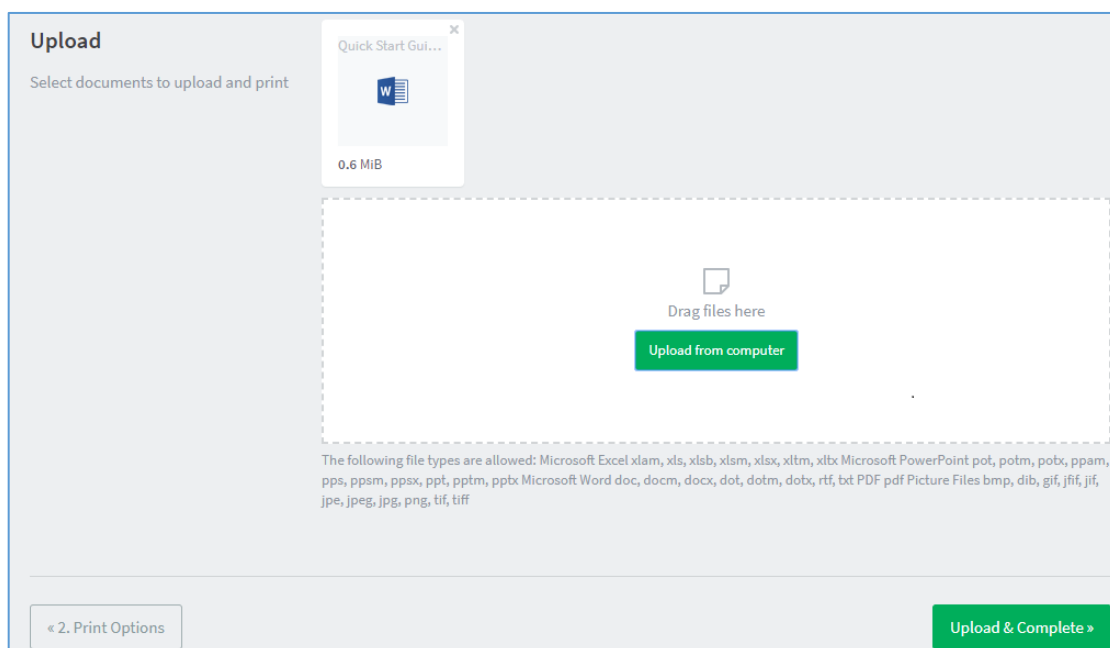 Upload
Select documents to upload and print
Quick Start Gui...
W
0.6 MiB
Drag files here
Upload from computer
The following file types are allowed: Microsoft Excel xlam, xls, xlsb, xlsm, xlsx, xltm, xltx Microsoft PowerPoint pot, potm, potx, ppam,
pps, ppsm, ppsx, ppt, pptm, pptx Microsoft Word doc, docm, docx, dot, dotm, dotx, rtf, txt PDF pdf Picture Files bmp, dib, gif, jfif, jif,
jpe, jpeg, jpg, png, tif, tiff
« 2. Print Options
Upload & Complete »